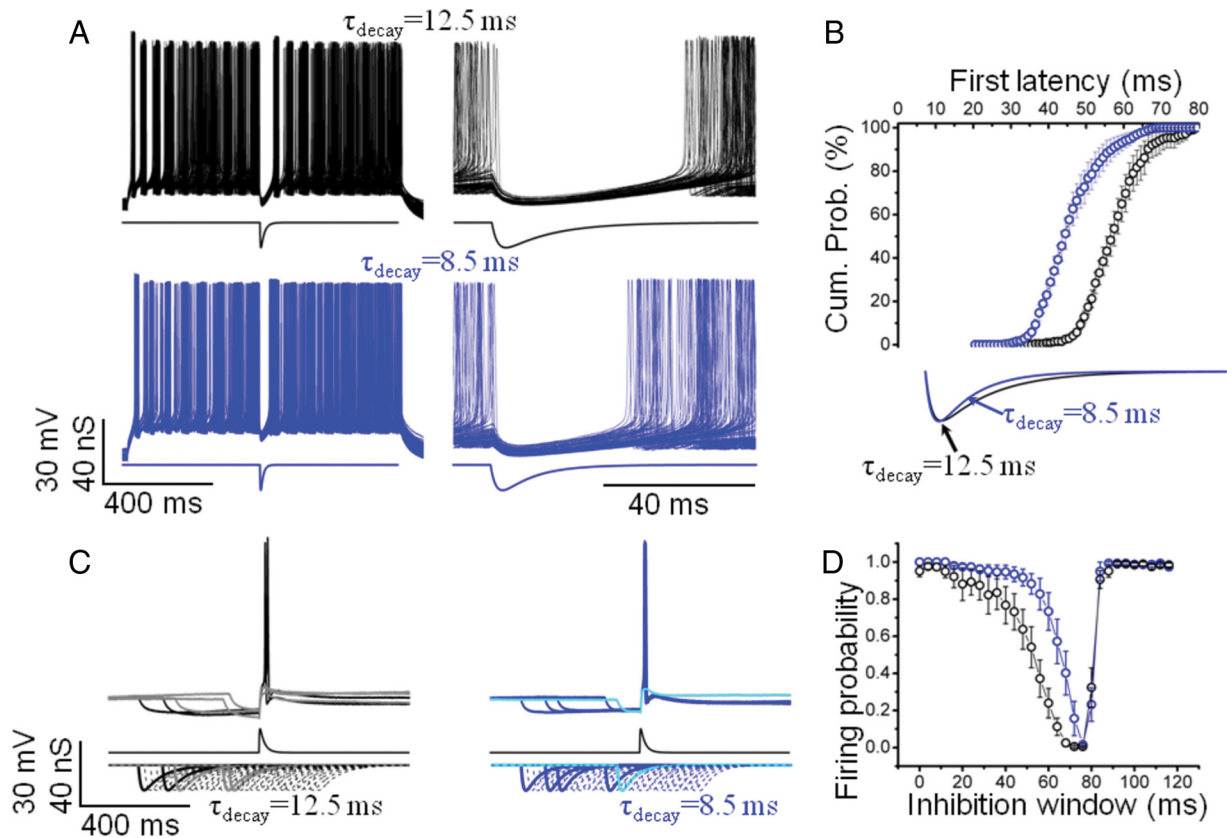 A
τdecay=12.5 ms
τdecay=8.5 ms
30 mV
40 nS
400 ms
40 ms
B
First latency (ms)
0 10 20 30 40 50 60 70 80
Cum. Prob. (%)
100
80
60
40
20
0
τdecay=8.5 ms
τdecay=12.5 ms
C
30 mV
40 nS
400 ms
τdecay=12.5 ms
τdecay=8.5 ms
D
Firing probability
1.0
0.8
0.6
0.4
0.2
0.0
0 20 40 60 80 100 120
Inhibition window (ms)